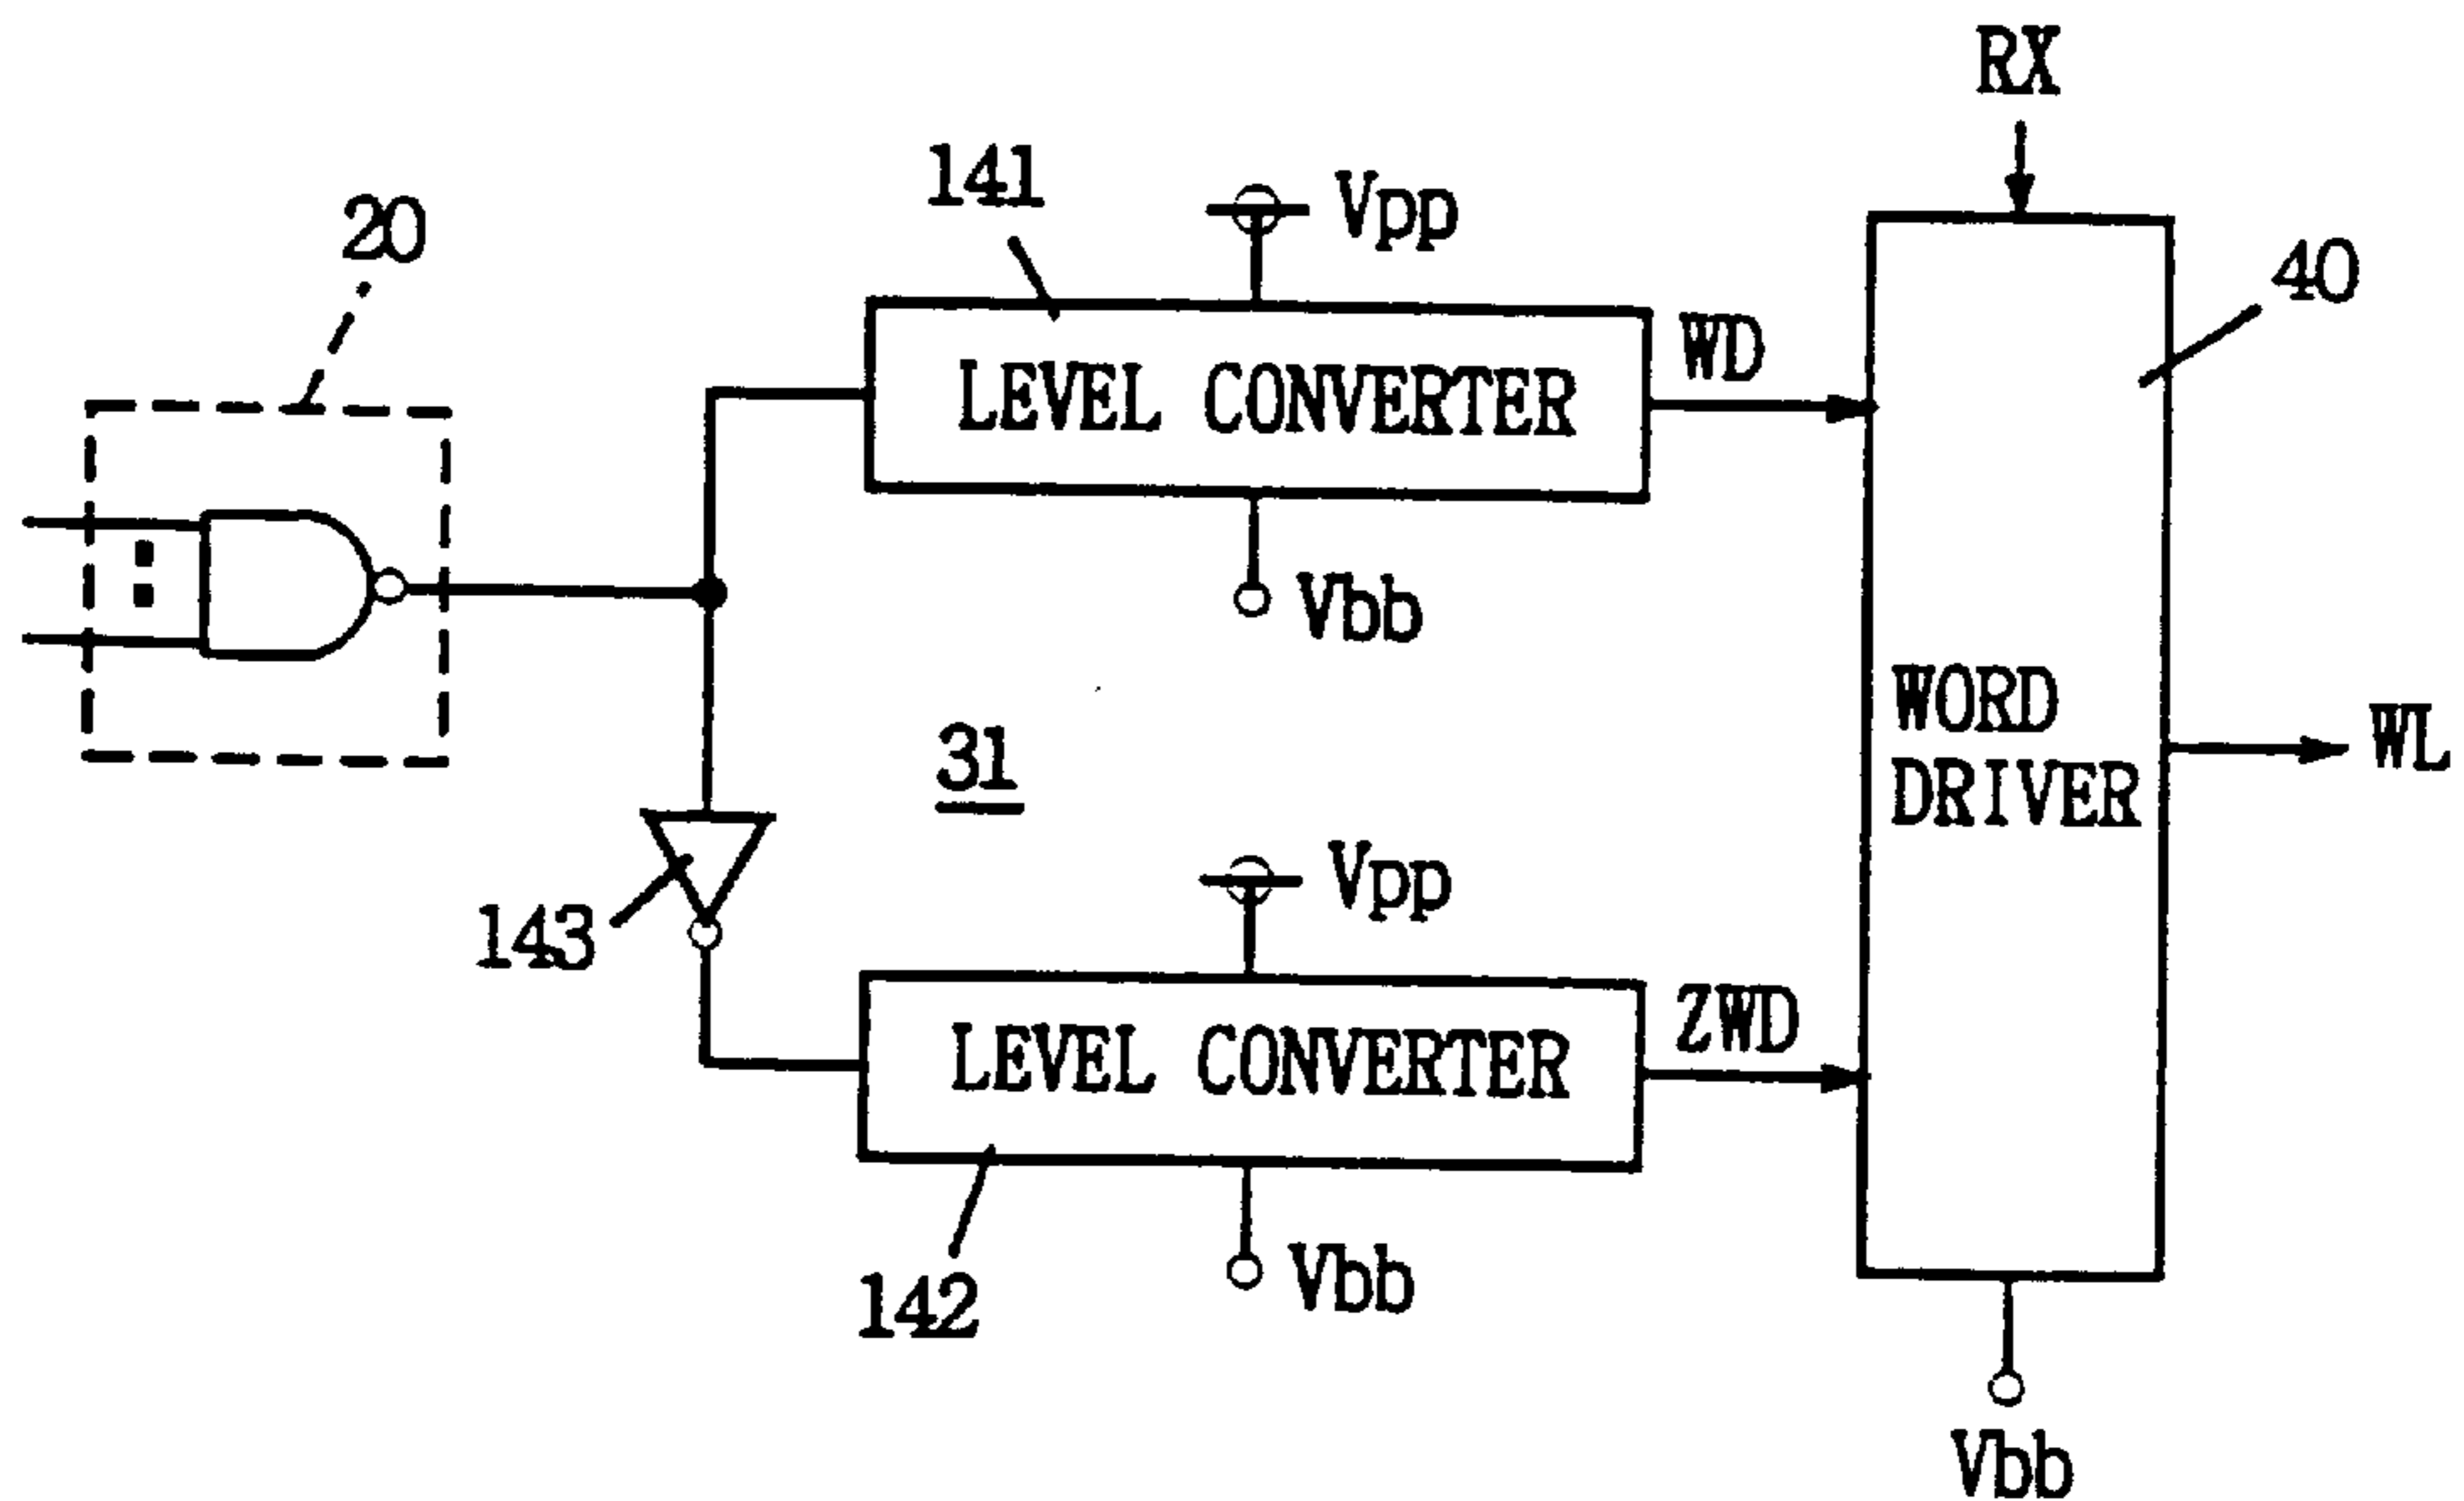 RX
141
Vpp
20
40
WD
LEVEL CONVERTER
Vbb
WORD
DRIVER
WL
31
Vpp
143
ZWD
LEVEL CONVERTER
Vbb
142
Vbb